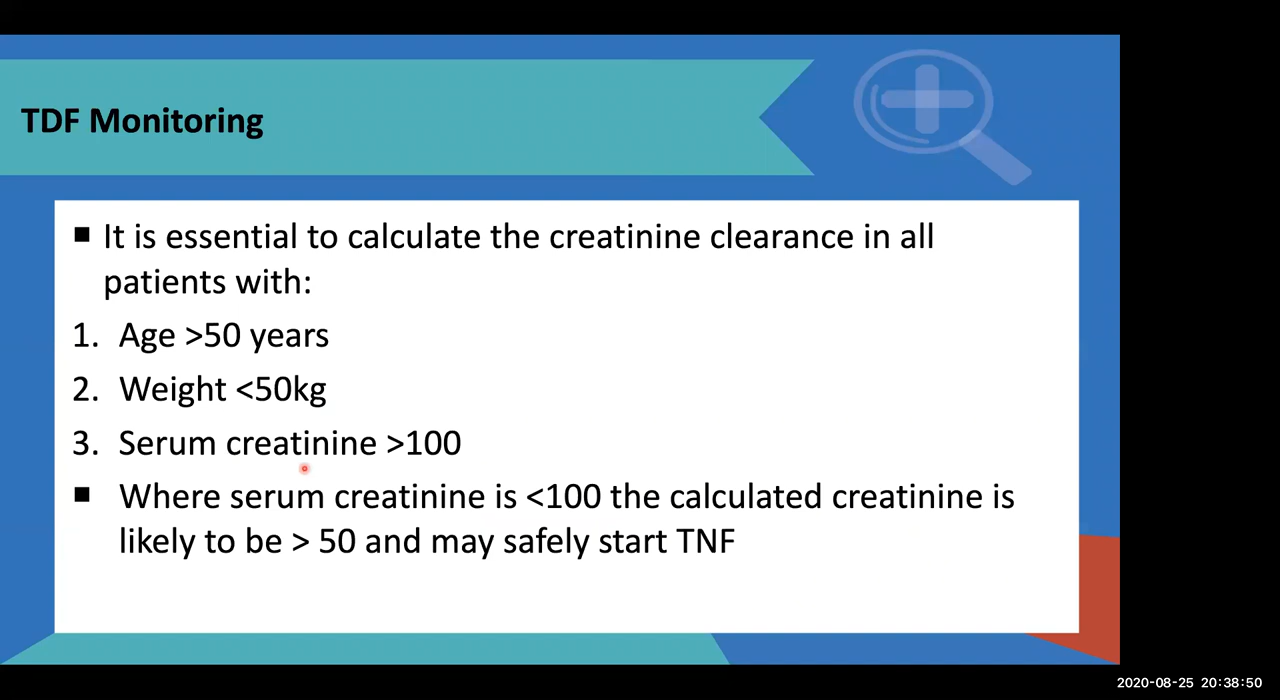 TDF Monitoring
■ It is essential to calculate the creatinine clearance in all
patients with:
1. Age >50 years
2. Weight <50kg
3. Serum creatinine >100
■ Where serum creatinine is <100 the calculated creatinine is
likely to be > 50 and may safely start TNF
2020-08-25 20:38:50